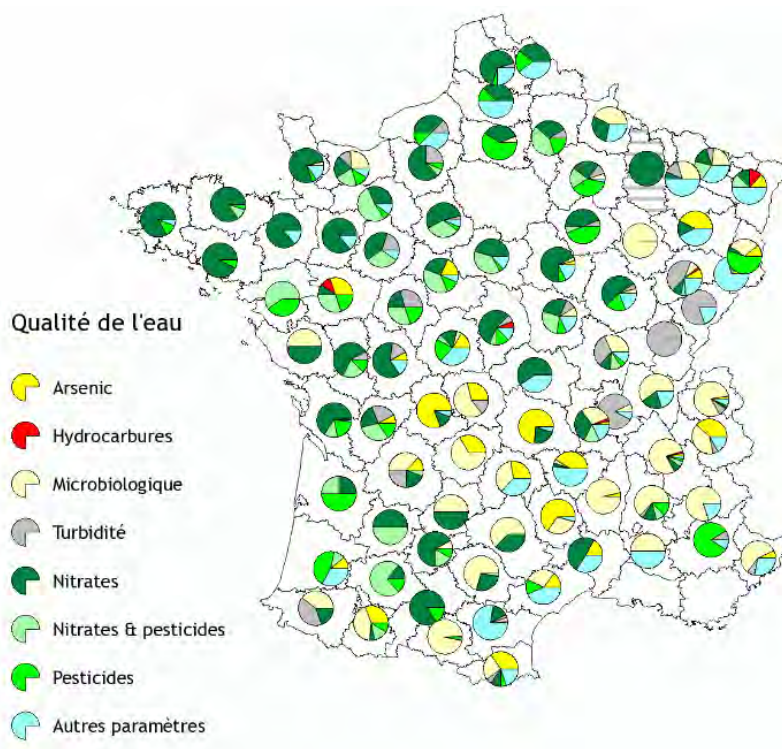 Qualité de l'eau
Arsenic
Hydrocarbures
Microbiologique
Turbidité
Nitrates
Nitrates & pesticides
Pesticides
Autres paramètres